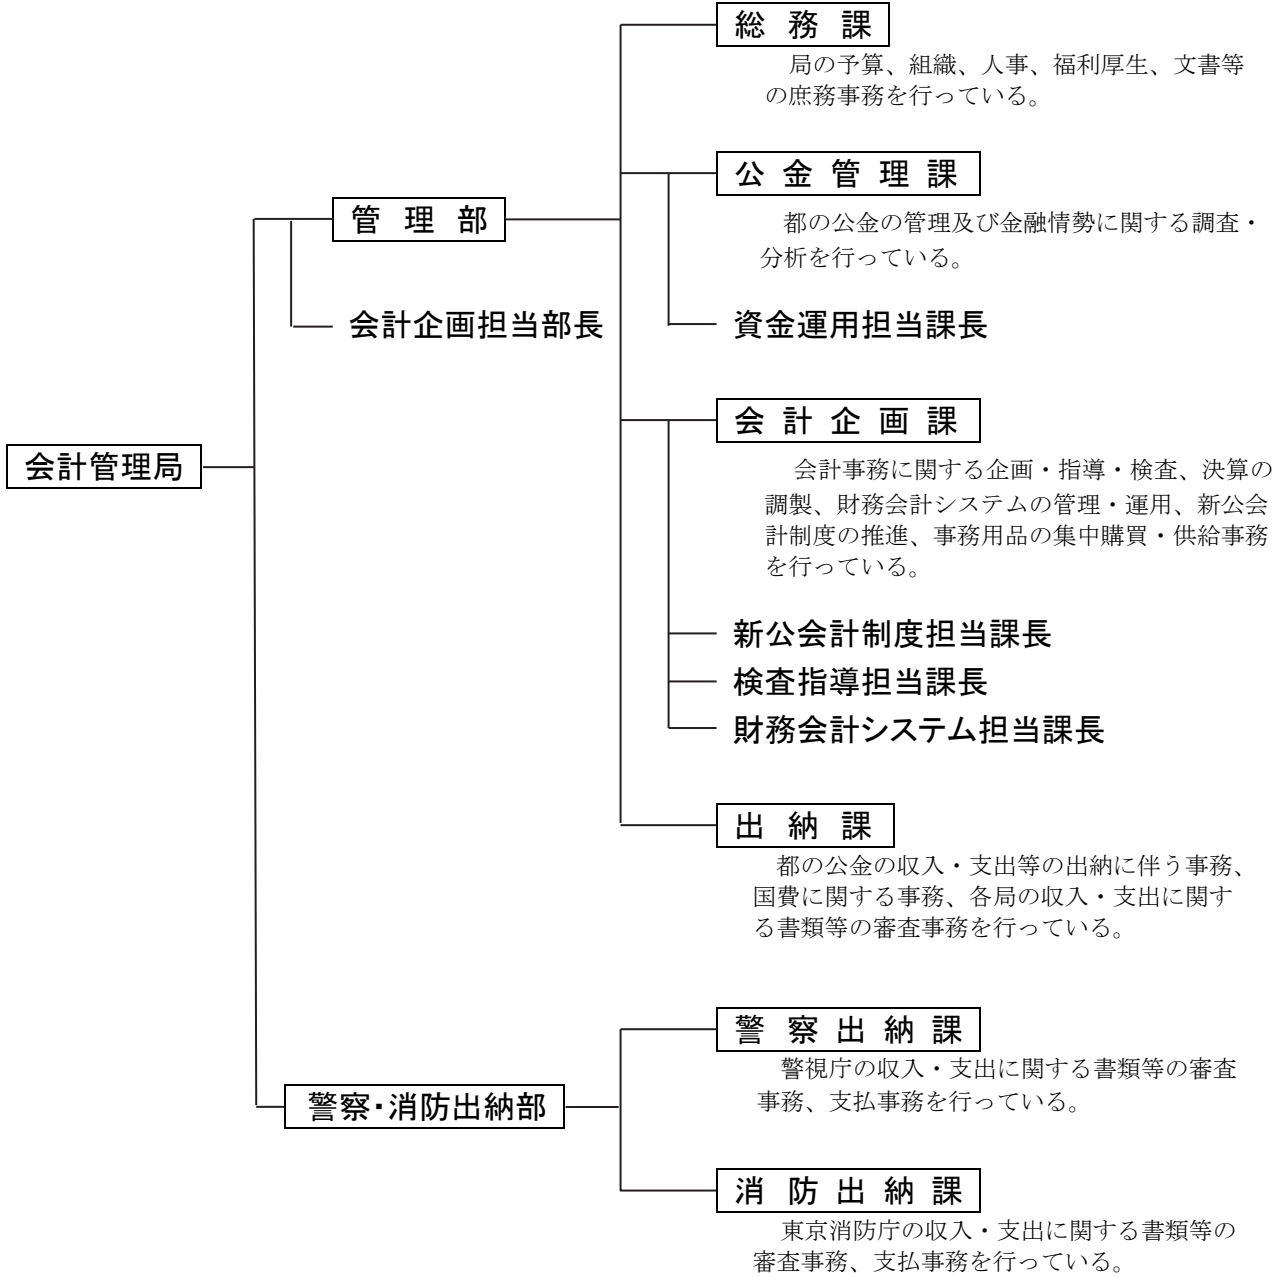 会計管理局
管理部
会計企画担当部長
総務課
局の予算、組織、人事、福利厚生、文書等
の庶務事務を行っている。
公金管理課
都の公金の管理及び金融情勢に関する調査・
分析を行っている。
資金運用担当課長
会計企画課
会計事務に関する企画・指導・検査、決算の
調製、財務会計システムの管理・運用、新公会
計制度の推進、事務用品の集中購買・供給事務
を行っている。
新公会計制度担当課長
検査指導担当課長
財務会計システム担当課長
出納課
都の公金の収入・支出等の出納に伴う事務、
国費に関する事務、各局の収入・支出に関す
る書類等の審査事務を行っている。
警察・消防出納部
警察出納課
警視庁の収入・支出に関する書類等の審査
事務、支払事務を行っている。
消防出納課
東京消防庁の収入・支出に関する書類等の
審査事務、支払事務を行っている。